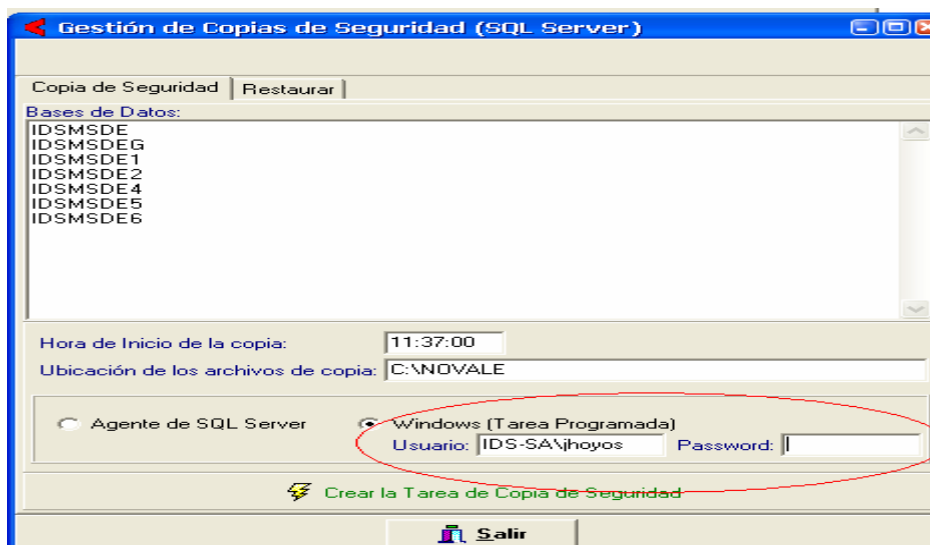 Gestión de Copias de Seguridad (SQL Server)
Copia de Seguridad Restaurar
Bases de Datos:
IDSMSDE
IDSMSDEG
IDSMSDE1
IDSMSDE2
IDSMSDE4
IDSMSDE5
IDSMSDE6
Hora de Inicio de la copia: 11:37:00
Ubicación de los archivos de copia: C:\NOVALE
Agente de SQL Server Windows (Tarea Programada)
Usuario: IDS-SA\jhoyos Password:
Crear la Tarea de Copia de Seguridad
Salir